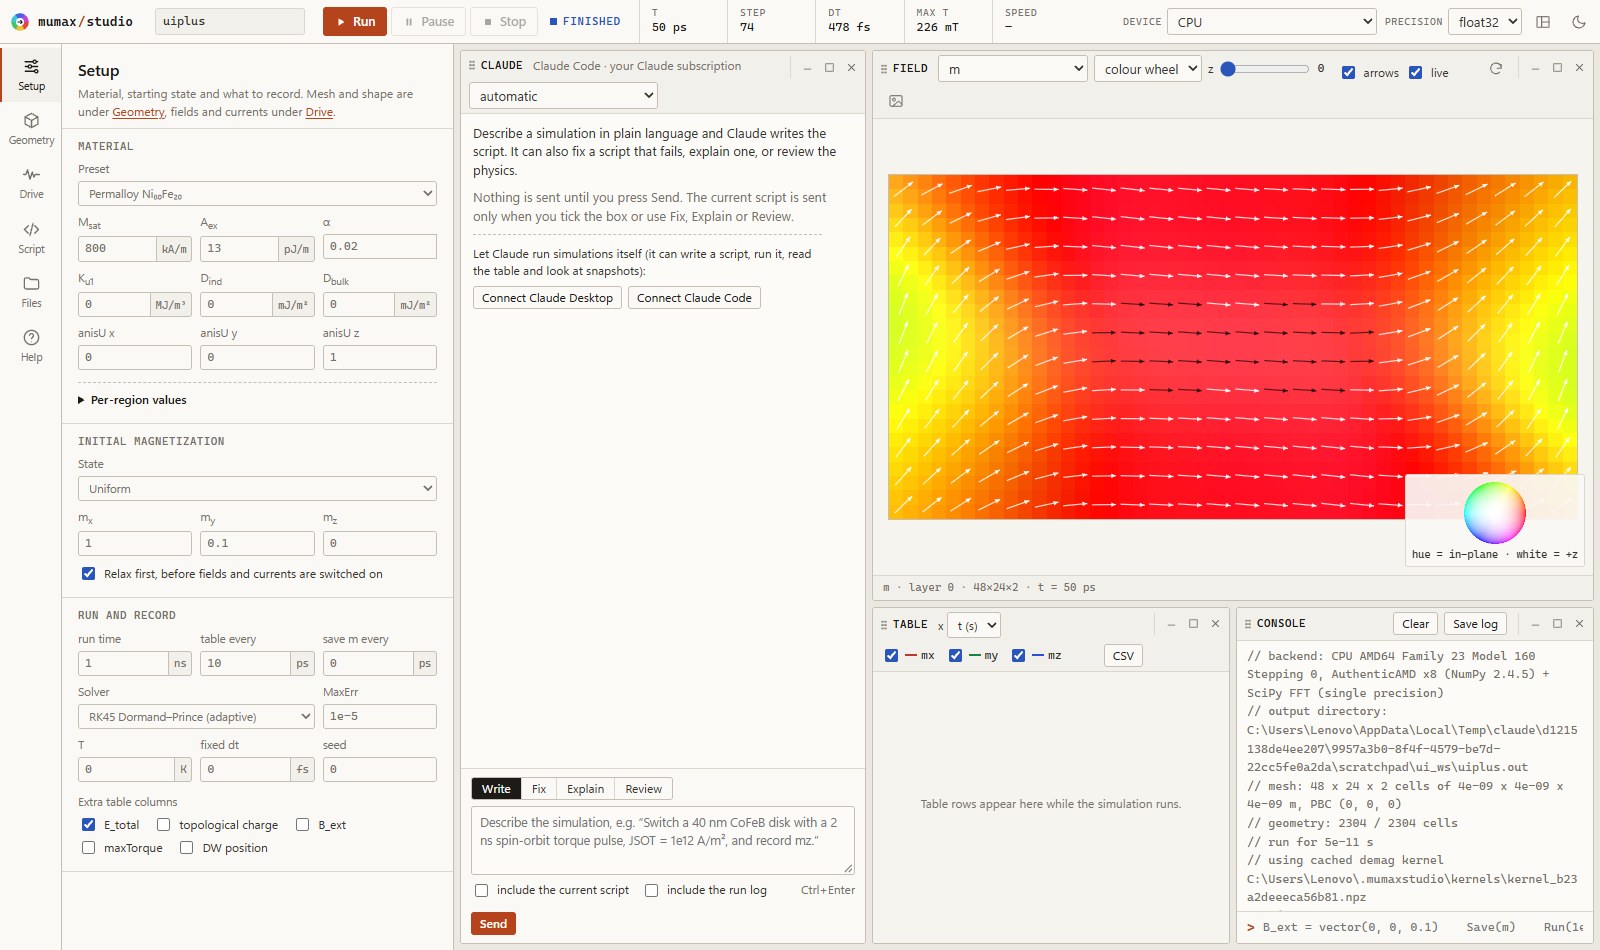 mumax/studio
uiplus
Run
Pause
Stop
FINISHED
T
50 ps
STEP
74
DT
478 fs
MAX T
226 mT
SPEED
–
DEVICE
CPU
PRECISION
float32
Setup
Geometry
Drive
Script
Files
Help
Setup
Material, starting state and what to record. Mesh and shape are
under Geometry, fields and currents under Drive.
MATERIAL
Preset
Permalloy Ni₈₀Fe₂₀
Msat
Aex
α
800 kA/m
13 pJ/m
0.02
Ku1
Dind
Dbulk
0 MJ/m³
0 mJ/m²
0 mJ/m²
anisU x
anisU y
anisU z
0
0
1
Per-region values
INITIAL MAGNETIZATION
State
Uniform
mx
my
mz
1
0.1
0
Relax first, before fields and currents are switched on
RUN AND RECORD
run time
table every
save m every
1 ns
10 ps
0 ps
Solver
MaxErr
RK45 Dormand–Prince (adaptive)
1e-5
T
fixed dt
seed
0 K
0 fs
0
Extra table columns
E_total
topological charge
B_ext
maxTorque
DW position
CLAUDE
Claude Code · your Claude subscription
automatic
Describe a simulation in plain language and Claude writes the
script. It can also fix a script that fails, explain one, or review the
physics.
Nothing is sent until you press Send. The current script is sent
only when you tick the box or use Fix, Explain or Review.
Let Claude run simulations itself (it can write a script, run it, read
the table and look at snapshots):
Connect Claude Desktop
Connect Claude Code
Write
Fix
Explain
Review
Describe the simulation, e.g. “Switch a 40 nm CoFeB disk with a 2
ns spin-orbit torque pulse, JSOT = 1e12 A/m², and record mz.”
include the current script
include the run log
Ctrl+Enter
Send
FIELD
m
colour wheel
z
0
arrows
live
hue = in-plane · white = +z
m · layer 0 · 48×24×2 · t = 50 ps
TABLE
x
t (s)
mx
my
mz
CSV
Table rows appear here while the simulation runs.
CONSOLE
Clear
Save log
// backend: CPU AMD64 Family 23 Model 160
Stepping 0, AuthenticAMD x8 (NumPy 2.4.5) +
SciPy FFT (single precision)
// output directory:
C:\Users\Lenovo\AppData\Local\Temp\claude\d1215
138dee4ee207\9957a3b0-8f4f-4579-be7d-
22cc5fe0a2da\scratchpad\ui_ws\uiplus.out
// mesh: 48 x 24 x 2 cells of 4e-09 x 4e-09 x
4e-09 m, PBC (0, 0, 0)
// geometry: 2304 / 2304 cells
// run for 5e-11 s
// using cached demag kernel
C:\Users\Lenovo\.mumaxstudio\kernels\kernel_b23
a2deeeca56b81.npz
> B_ext = vector(0, 0, 0.1) Save(m) Run(1e